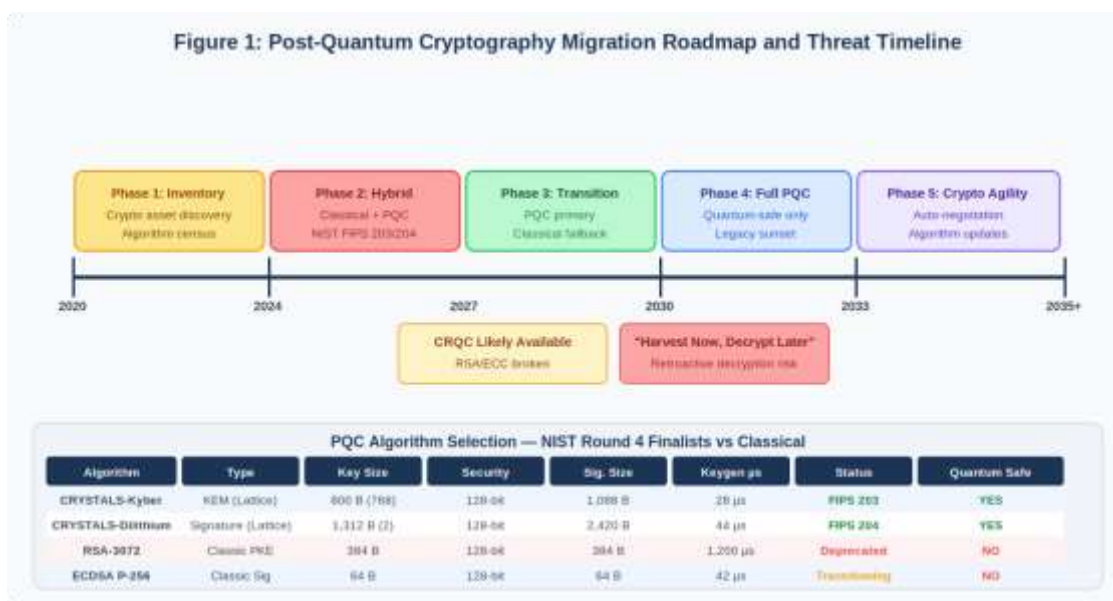 Figure 1: Post-Quantum Cryptography Migration Roadmap and Threat Timeline
Phase 1: Inventory
Crypto asset discovery
Algorithm census
Phase 2: Hybrid
Classical + PQC
NIST FIPS 203/204
Phase 3: Transition
PQC primary
Classical fallback
Phase 4: Full PQC
Quantum-safe only
Legacy sunset
Phase 5: Crypto Agility
Auto-negotiation
Algorithm updates
2020 2024 2027 2030 2033 2035+
CRQC Likely Available
RSA/ECC broken
"Harvest Now, Decrypt Later"
Retroactive decryption risk
PQC Algorithm Selection — NIST Round 4 Finalists vs Classical
Algorithm Type Key Size Security Sig. Size Keygen µs Status Quantum Safe
CRYSTALS-Kyber KEM (Lattice) 800 B (768) 128-bit 1,088 B 28 µs FIPS 203 YES
CRYSTALS-Dilithium Signature (Lattice) 1,312 B (2) 128-bit 2,420 B 44 µs FIPS 204 YES
RSA-3072 Classic PKE 384 B 128-bit 384 B 1,200 µs Deprecated NO
ECDSA P-256 Classic Sig 64 B 128-bit 64 B 42 µs Transitioning NO